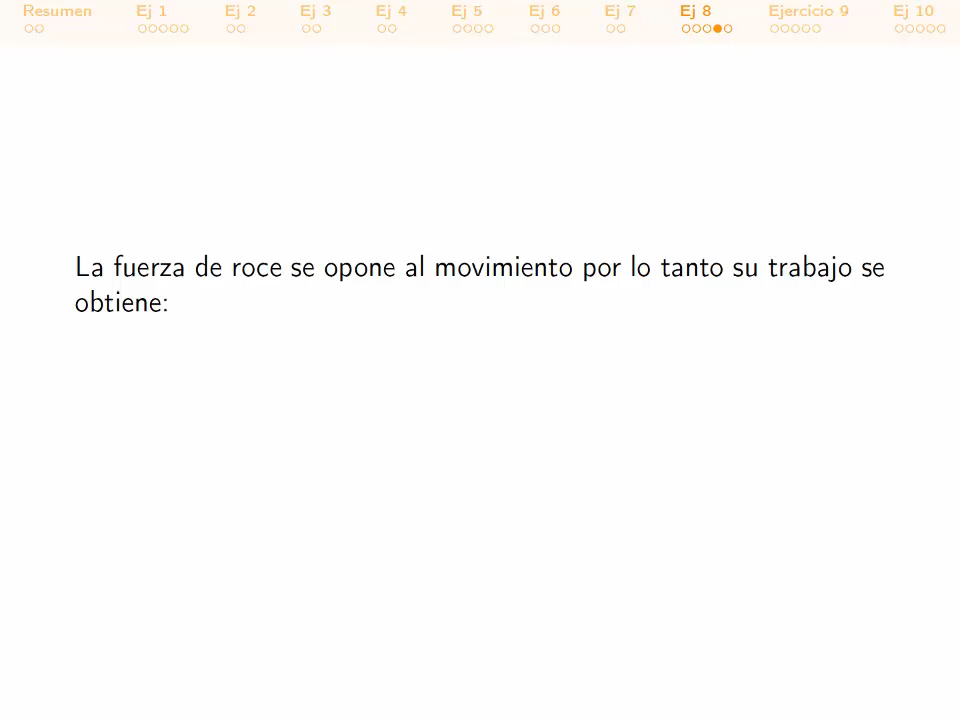 Resumen Ej 1 Ej 2 Ej 3 Ej 4 Ej 5 Ej 6 Ej 7 Ej 8 Ejercicio 9 Ej 10
La fuerza de roce se opone al movimiento por lo tanto su trabajo se
obtiene: